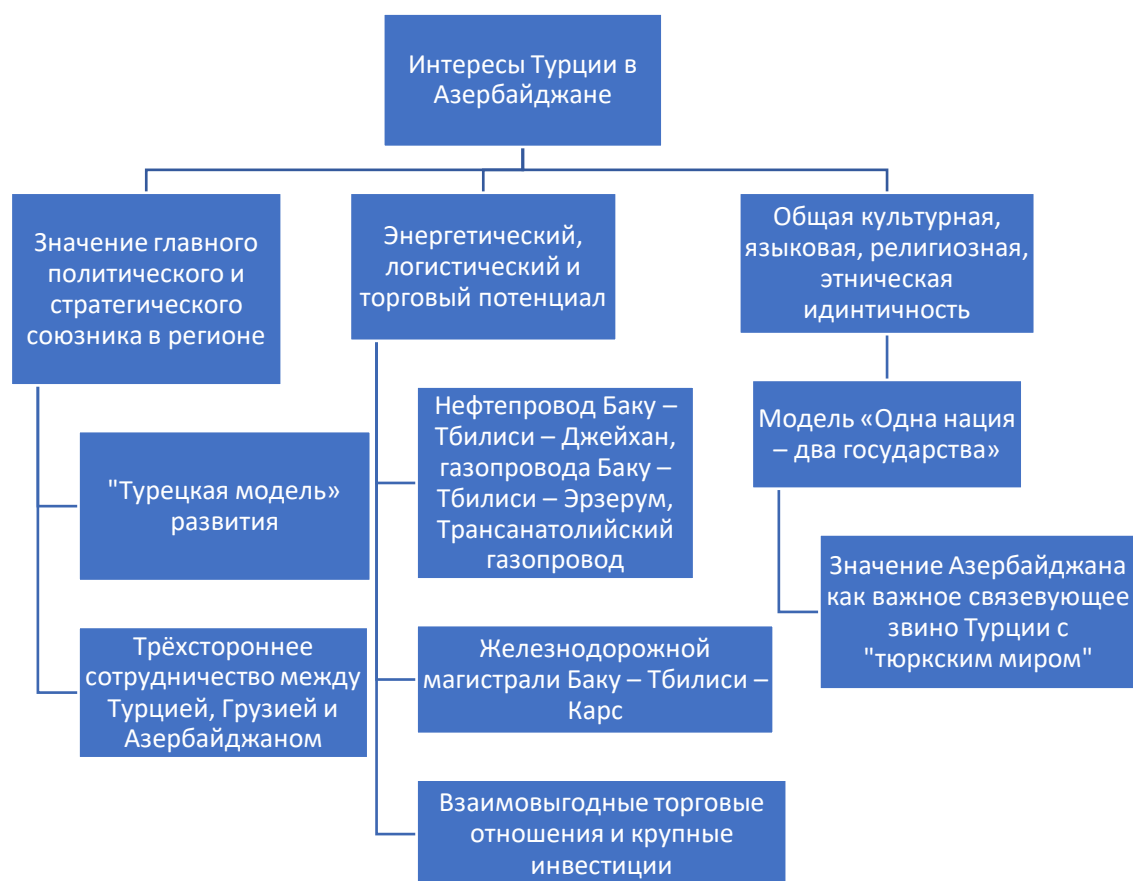 Интересы Турции в
Азербайджане
Значение главного
политического и
стратегического
союзника в регионе
Энергетический,
логистический и
торговый потенциал
Общая культурная,
языковая, религиозная,
этническая
идинтичность
"Турецкая модель»
развития
Трёхстороннее
сотрудничество между
Турцией, Грузией и
Азербайджаном
Нефтепровод Баку –
Тбилиси – Джейхан,
газопровода Баку –
Тбилиси – Эрзерум,
Трансанатолийский
газопровод
Железнодорожной
магистрали Баку – Тбилиси –
Карс
Взаимовыгодные торговые
отношения и крупные
инвестиции
Модель «Одна нация
– два государства»
Значение Азербайджана
как важное связевующее
звино Турции с
"тюркским миром"